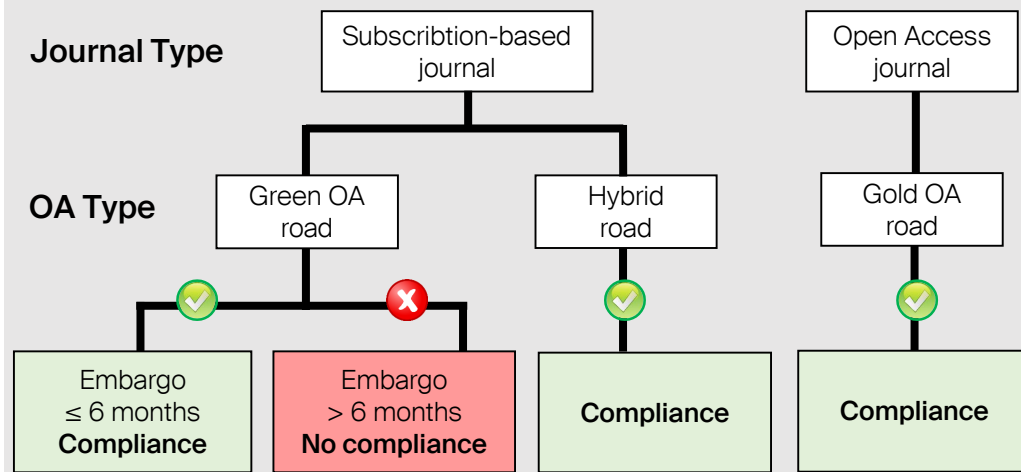 Journal Type
Subscribtion-based
journal
Open Access
journal
OA Type
Green OA
road
Hybrid
road
Gold OA
road
Embargo
≤ 6 months
Compliance
Embargo
> 6 months
No compliance
Compliance
Compliance